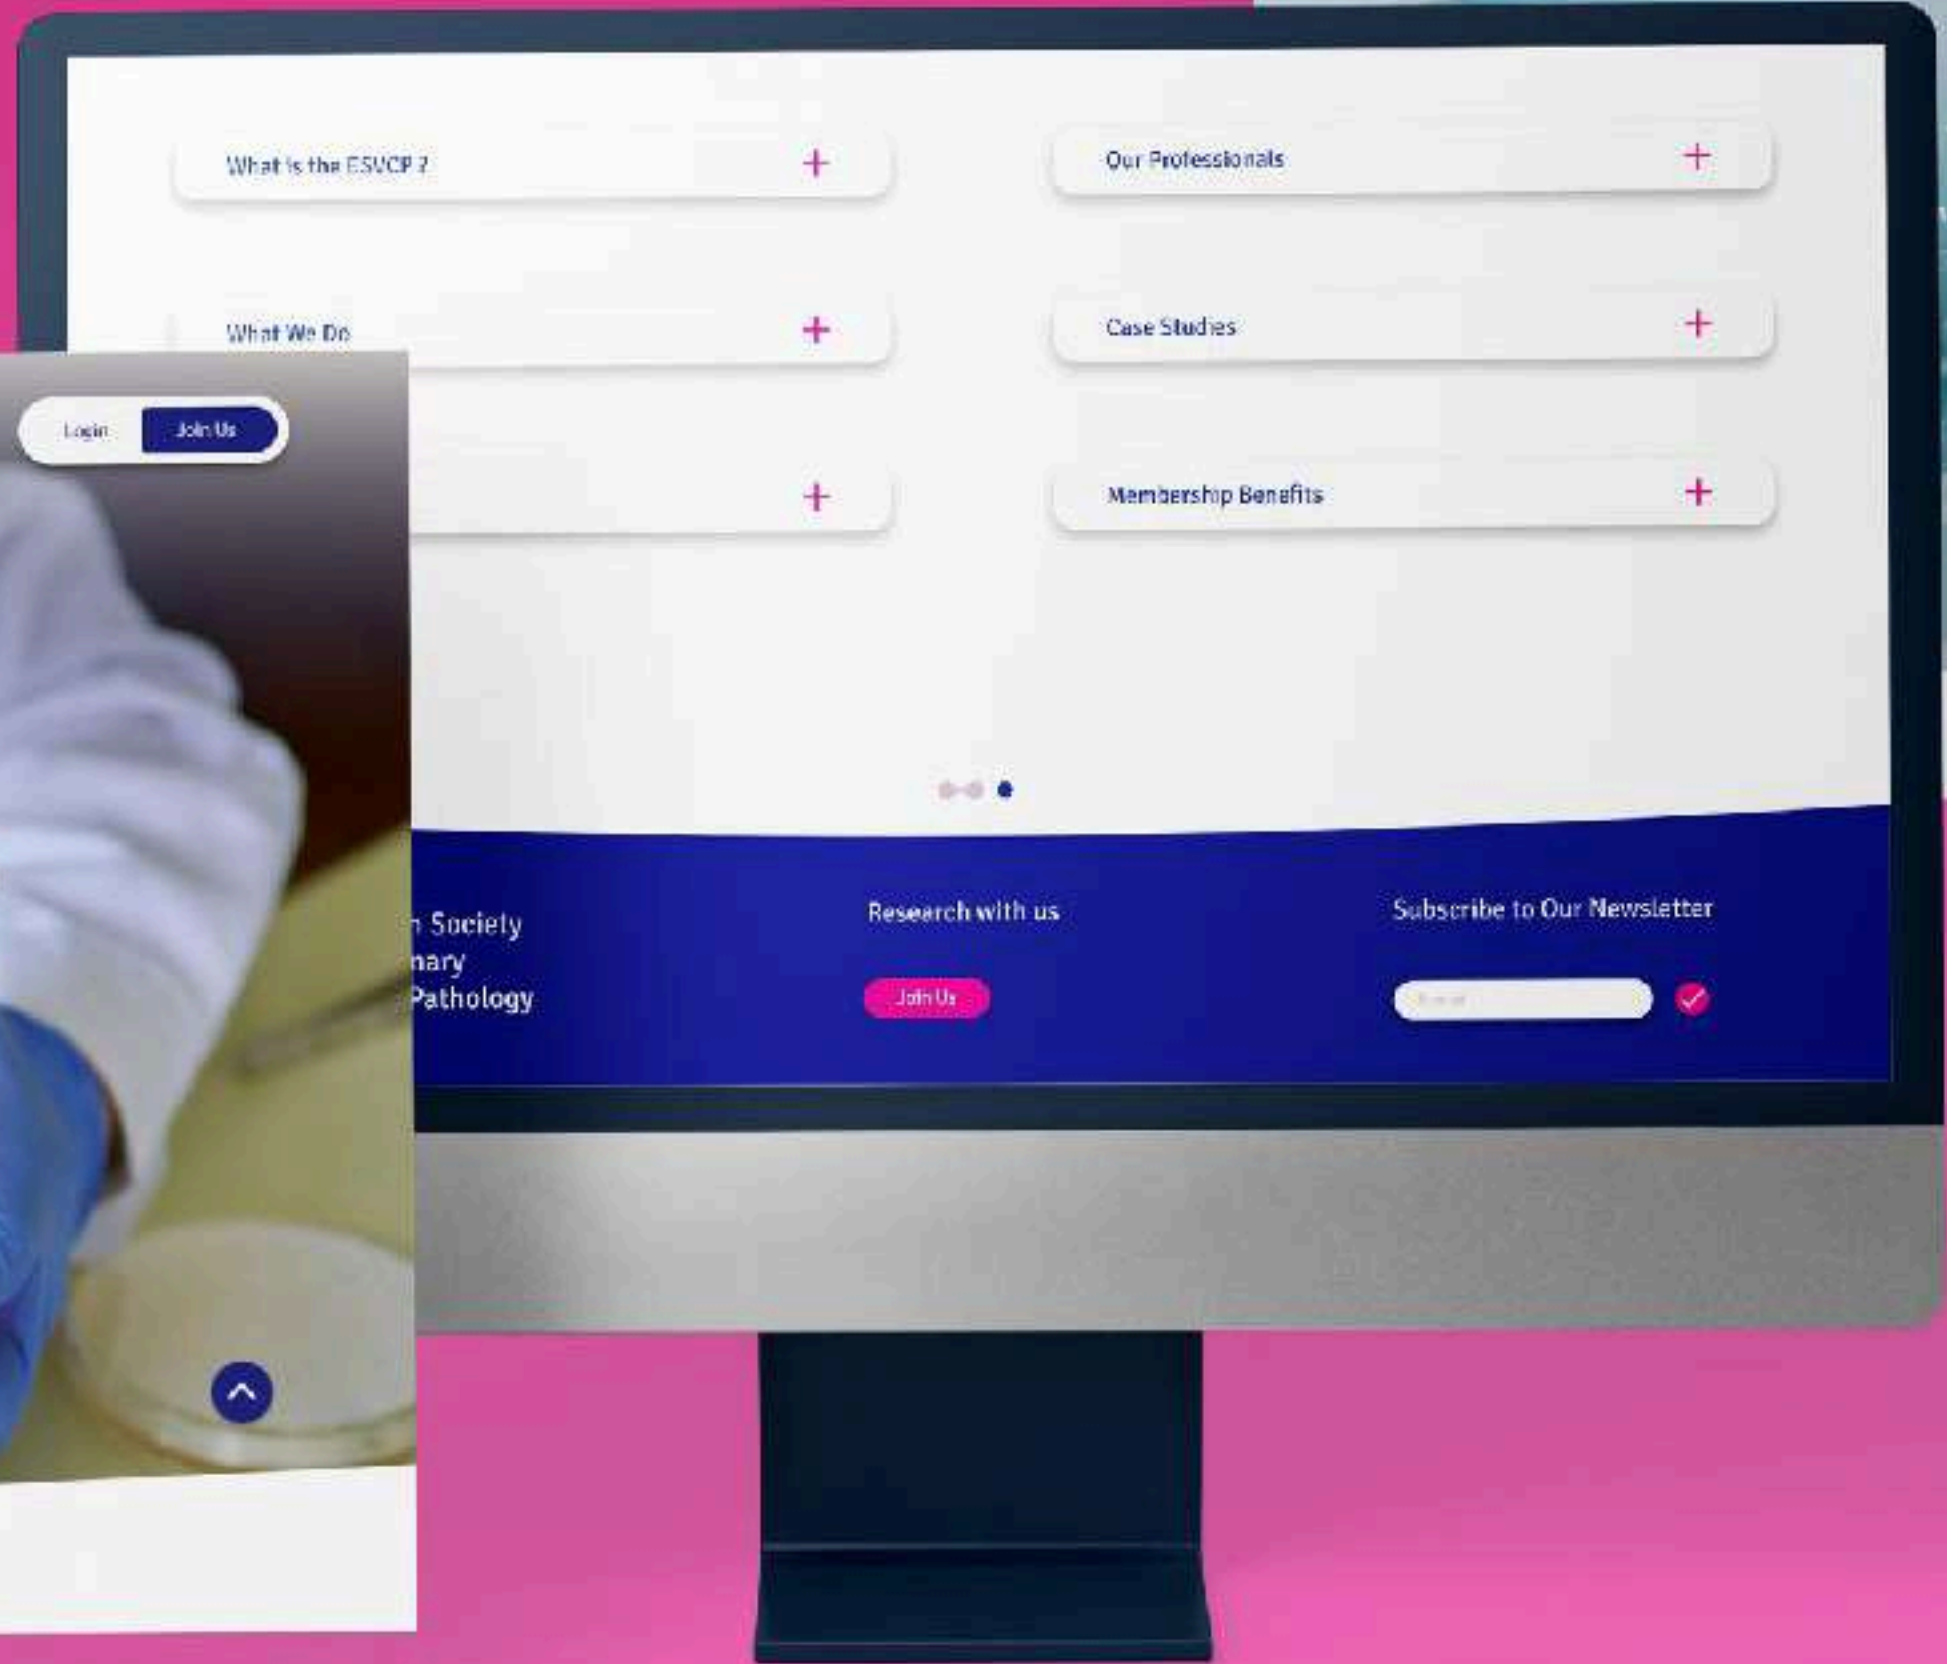 What is the ESVCP ?
Our Professionals
What We Do
Case Studies
Login
Join Us
Membership Benefits
Society
Pathology
Research with us
Join Us
Subscribe to Our Newsletter